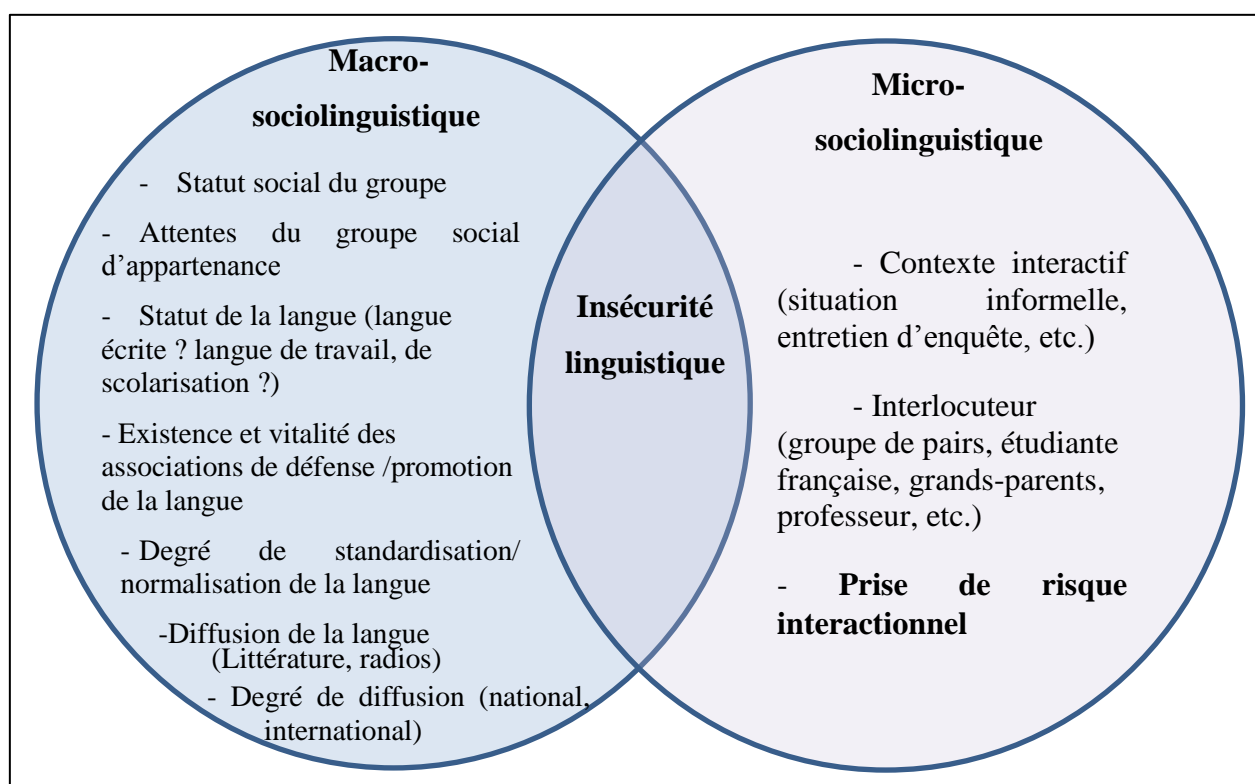 Macro-
sociolinguistique
- Statut social du groupe
- Attentes du groupe social
d’appartenance
- Statut de la langue (langue
écrite ? langue de travail, de
scolarisation ?)
- Existence et vitalité des
associations de défense /promotion
de la langue
- Degré de standardisation/
normalisation de la langue
-Diffusion de la langue
(Littérature, radios)
- Degré de diffusion (national,
international)
Insécurité
linguistique
Micro-
sociolinguistique
- Contexte interactif
(situation informelle,
entretien d’enquête, etc.)
- Interlocuteur
(groupe de pairs, étudiante
française, grands-parents,
professeur, etc.)
- Prise de risque
interactionnel